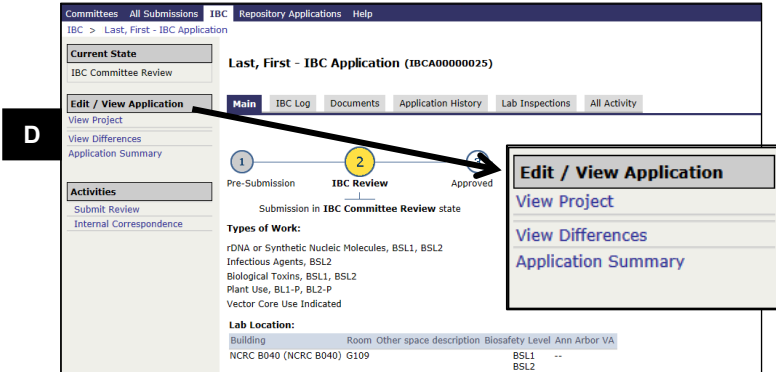 Committees All Submissions IBC Repository Applications Help
IBC > Last, First - IBC Application
Current State
IBC Committee Review
Last, First - IBC Application (IBCA00000025)
D
Edit / View Application
View Project
View Differences
Application Summary
Main IBC Log Documents Application History Lab Inspections All Activity
1 2
Pre-Submission IBC Review Approved
Submission in IBC Committee Review state
Edit / View Application
View Project
View Differences
Application Summary
Activities
Submit Review
Internal Correspondence
Types of Work:
rDNA or Synthetic Nucleic Molecules, BSL1, BSL2
Infectious Agents, BSL2
Biological Toxins, BSL1, BSL2
Plant Use, BL1-P, BL2-P
Vector Core Use Indicated
Lab Location:
Building Room Other space description Biosafety Level Ann Arbor VA
NCRC B040 (NCRC B040) G109 BSL1 --
BSL2